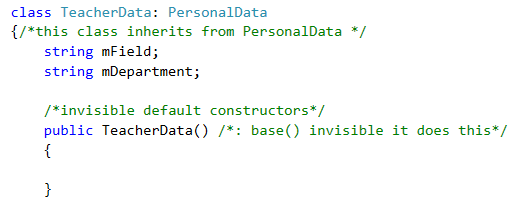 class TeacherData: PersonalData
{/*this class inherits from PersonalData */
    string mField;
    string mDepartment;

    /*invisible default constructors*/
    public TeacherData() /*: base() invisible it does this*/
    {

    }